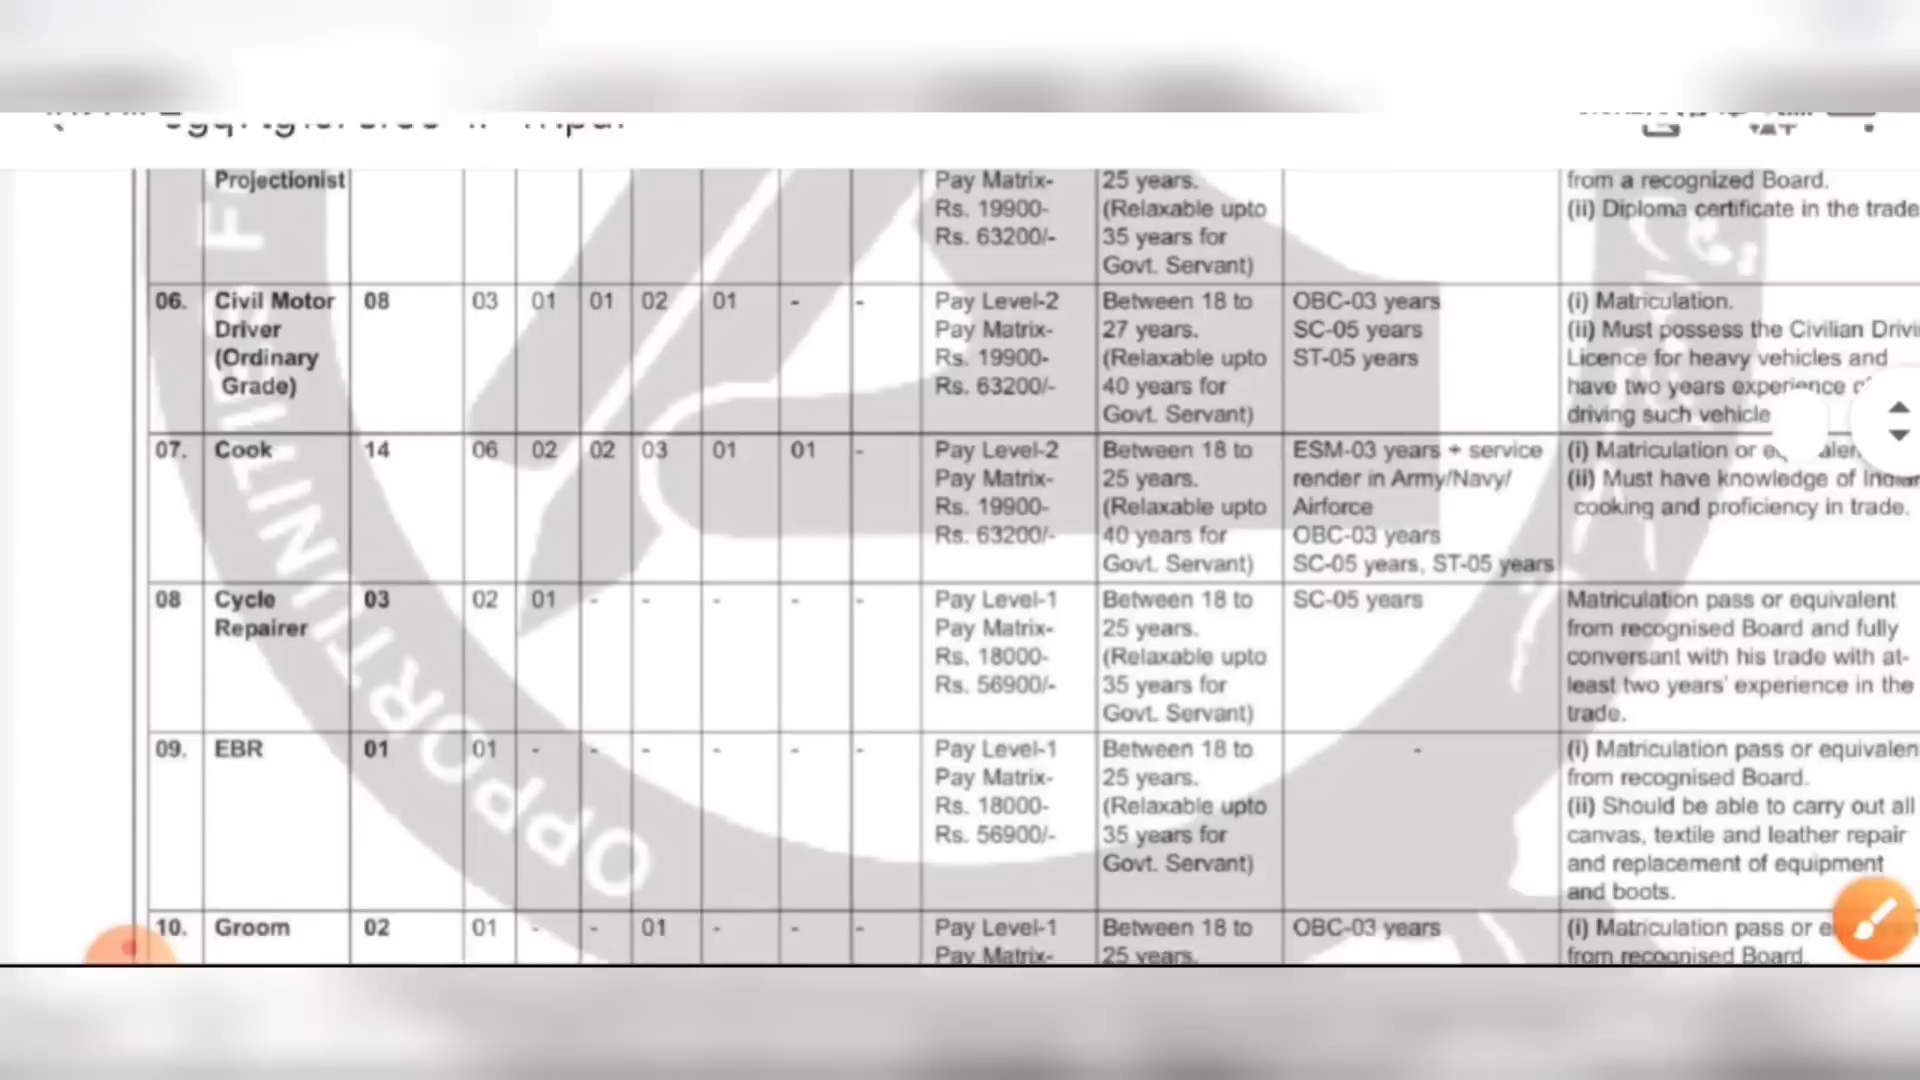 Projectionist
Pay Matrix-
Rs. 19900-
Rs. 63200/-
25 years.
(Relaxable upto
35 years for
Govt. Servant)
from a recognized Board.
(ii) Diploma certificate in the trade
06.
Civil Motor
Driver
(Ordinary
Grade)
08
03 01 01 02 01 - -
Pay Level-2
Pay Matrix-
Rs. 19900-
Rs. 63200/-
Between 18 to
27 years.
(Relaxable upto
40 years for
Govt. Servant)
OBC-03 years
SC-05 years
ST-05 years
(i) Matriculation.
(ii) Must possess the Civilian
Licence for heavy vehicles and
have two years experience
driving such vehicle
07.
Cook
14
06 02 02 03 01 01 -
Pay Level-2
Pay Matrix-
Rs. 19900-
Rs. 63200/-
Between 18 to
25 years.
(Relaxable upto
40 years for
Govt. Servant)
ESM-03 years + service
render in Army/Navy/
Airforce
OBC-03 years
SC-05 years, ST-05 years
(i) Matriculation or
(ii) Must have knowledge of
cooking and proficiency in trade.
08
Cycle
Repairer
03
02 01 - - - - -
Pay Level-1
Pay Matrix-
Rs. 18000-
Rs. 56900/-
Between 18 to
25 years.
(Relaxable upto
35 years for
Govt. Servant)
SC-05 years
Matriculation pass or equivalent
from recognised Board and fully
conversant with his trade with at-
least two years' experience in the
trade.
09.
EBR
01
01 - - - - - -
Pay Level-1
Pay Matrix-
Rs. 18000-
Rs. 56900/-
Between 18 to
25 years.
(Relaxable upto
35 years for
Govt. Servant)
-
(i) Matriculation pass or equivalen
from recognised Board.
(ii) Should be able to carry out all
canvas, textile and leather repair
and replacement of equipment
and boots.
10.
Groom
02
01 - - 01 - - -
Pay Level-1
Pay Matrix-
Between 18 to
25 years.
OBC-03 years
(i) Matriculation pass or
from recognised Board.